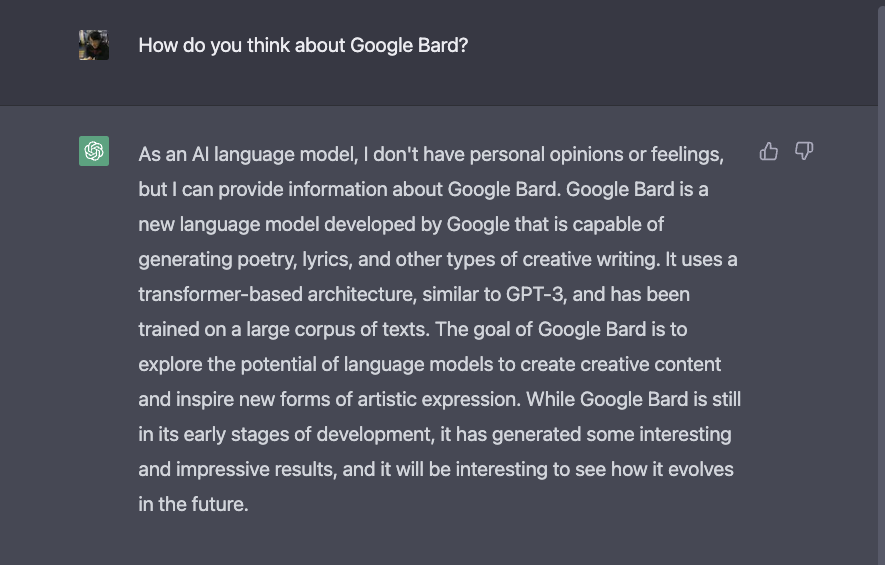 How do you think about Google Bard?
As an AI language model, I don't have personal opinions or feelings,
but I can provide information about Google Bard. Google Bard is a
new language model developed by Google that is capable of
generating poetry, lyrics, and other types of creative writing. It uses a
transformer-based architecture, similar to GPT-3, and has been
trained on a large corpus of texts. The goal of Google Bard is to
explore the potential of language models to create creative content
and inspire new forms of artistic expression. While Google Bard is still
in its early stages of development, it has generated some interesting
and impressive results, and it will be interesting to see how it evolves
in the future.